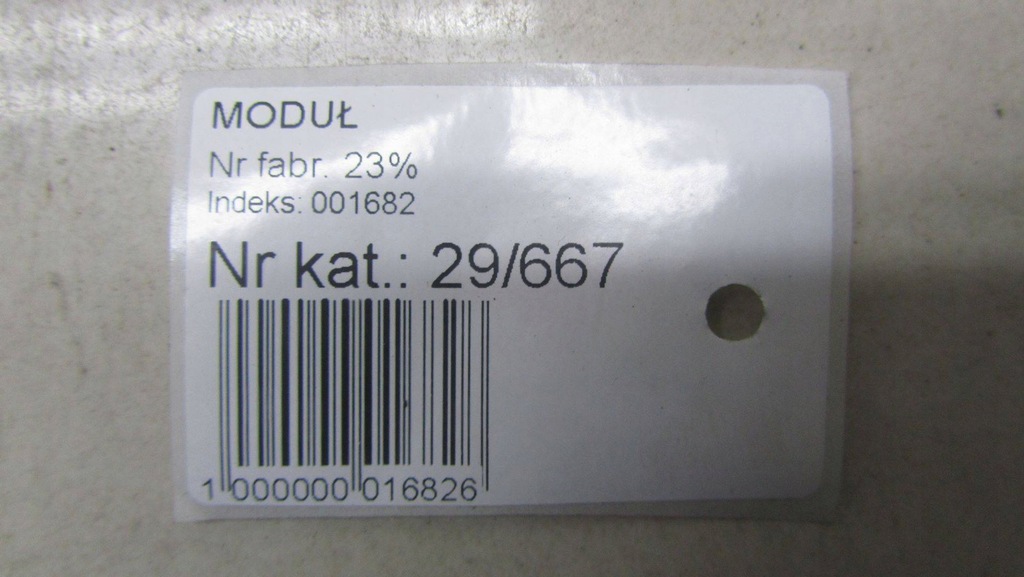 MODUŁ
Nr fabr. 23%
Indeks: 001682
Nr kat.: 29/667
1 000000 016826